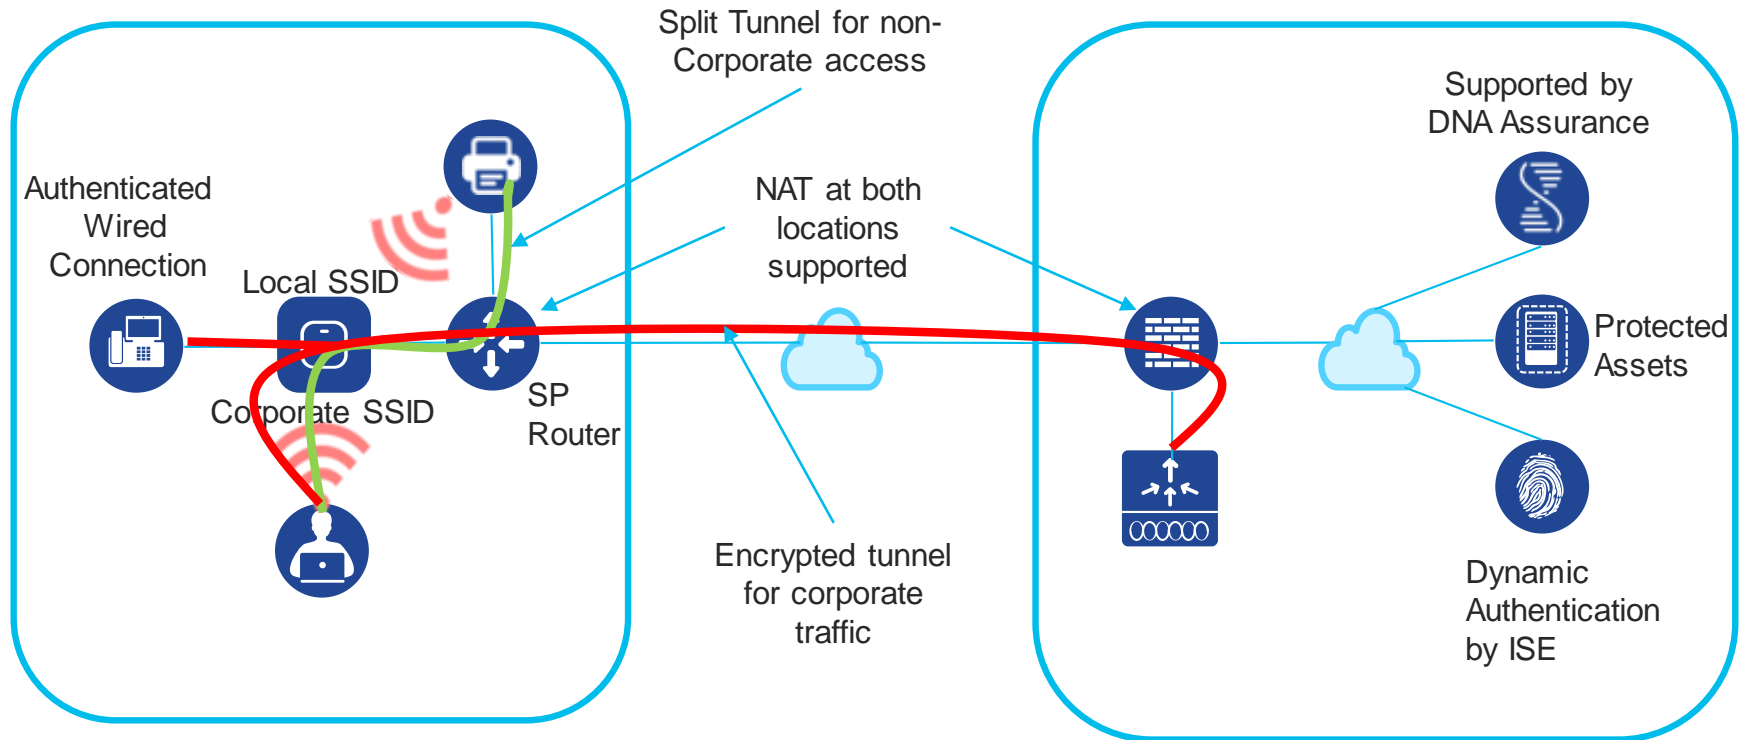 Split Tunnel for non-
Corporate access
Supported by
DNA Assurance
Authenticated
Wired
Connection
NAT at both
locations
supported
Local SSID
Protected
Assets
Corporate SSID
SP
Router
Encrypted tunnel
for corporate
traffic
Dynamic
Authentication
by ISE